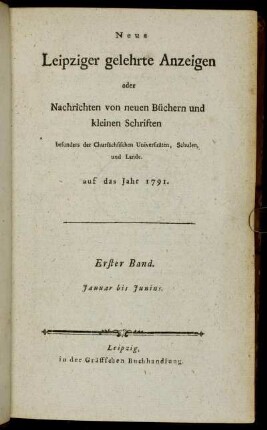 Neue
Leipziger gelehrte Anzeigen
oder
Nachrichten von neuen Büchern und
kleinen Schriften
beſonders der Churſächſiſchen Univerſitäten, Schulen,
und Lande.
auf das Jahr 1791.
Erſter Band.
Januar bis Junius.
Leipzig,
in der Gräffſchen Buchhandlung.